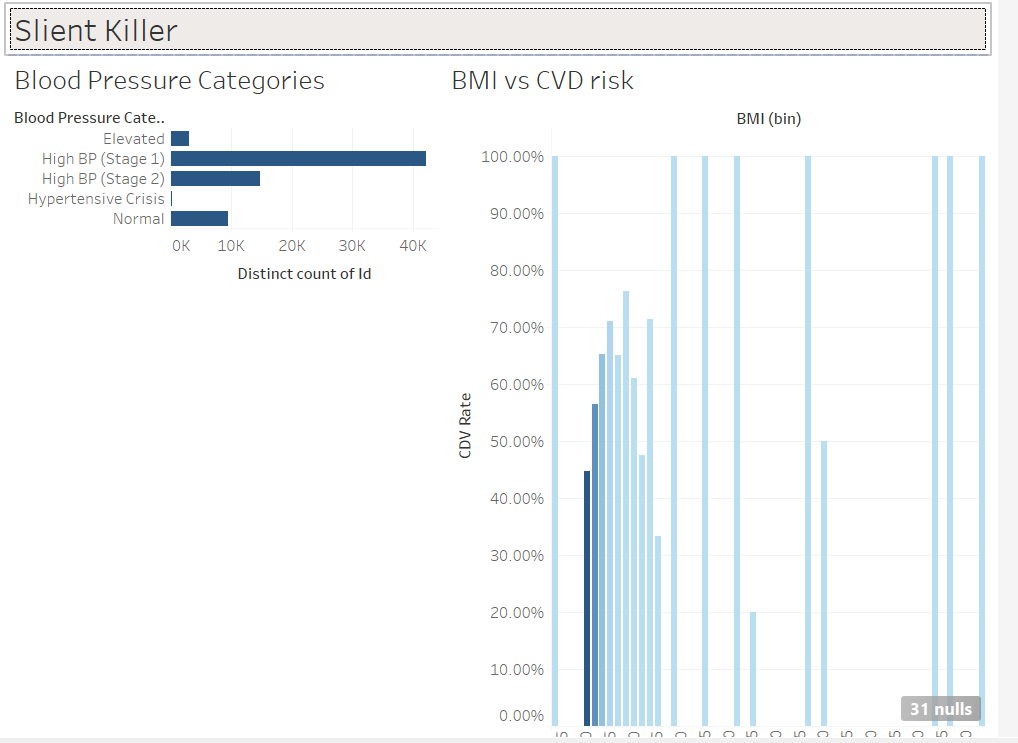 Slient Killer
Blood Pressure Categories
Blood Pressure Cate..
Elevated
High BP (Stage 1)
High BP (Stage 2)
Hypertensive Crisis
Normal
0K 10K 20K 30K 40K
Distinct count of Id
BMI vs CVD risk
BMI (bin)
100.00%
90.00%
80.00%
70.00%
60.00%
50.00%
40.00%
30.00%
20.00%
10.00%
0.00%
CDV Rate
31 nulls